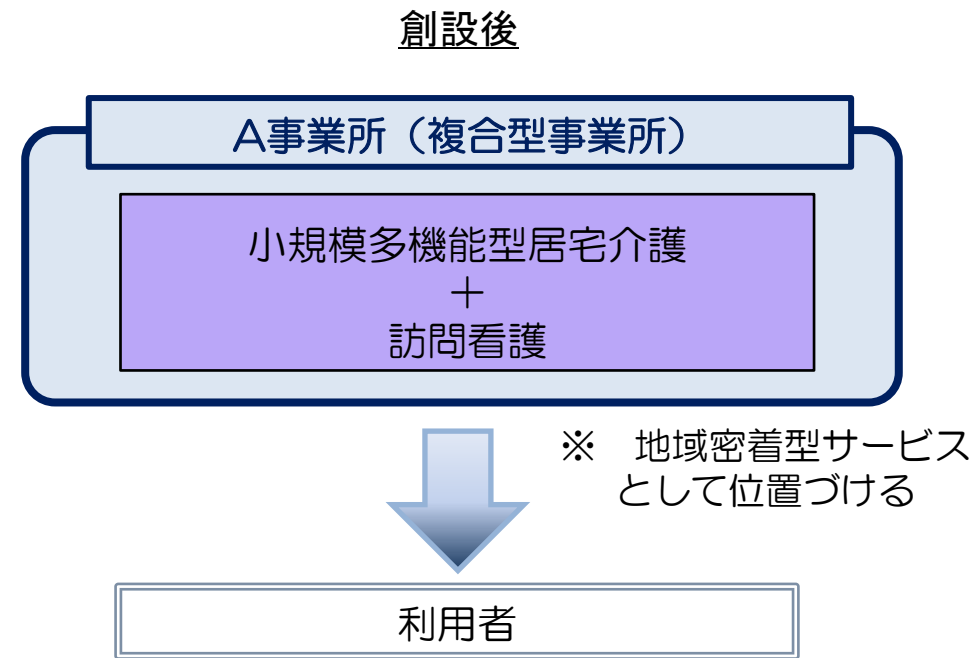 創設後
A事業所（複合型事業所）
小規模多機能型居宅介護
＋
訪問看護
※　地域密着型サービス
として位置づける
利用者